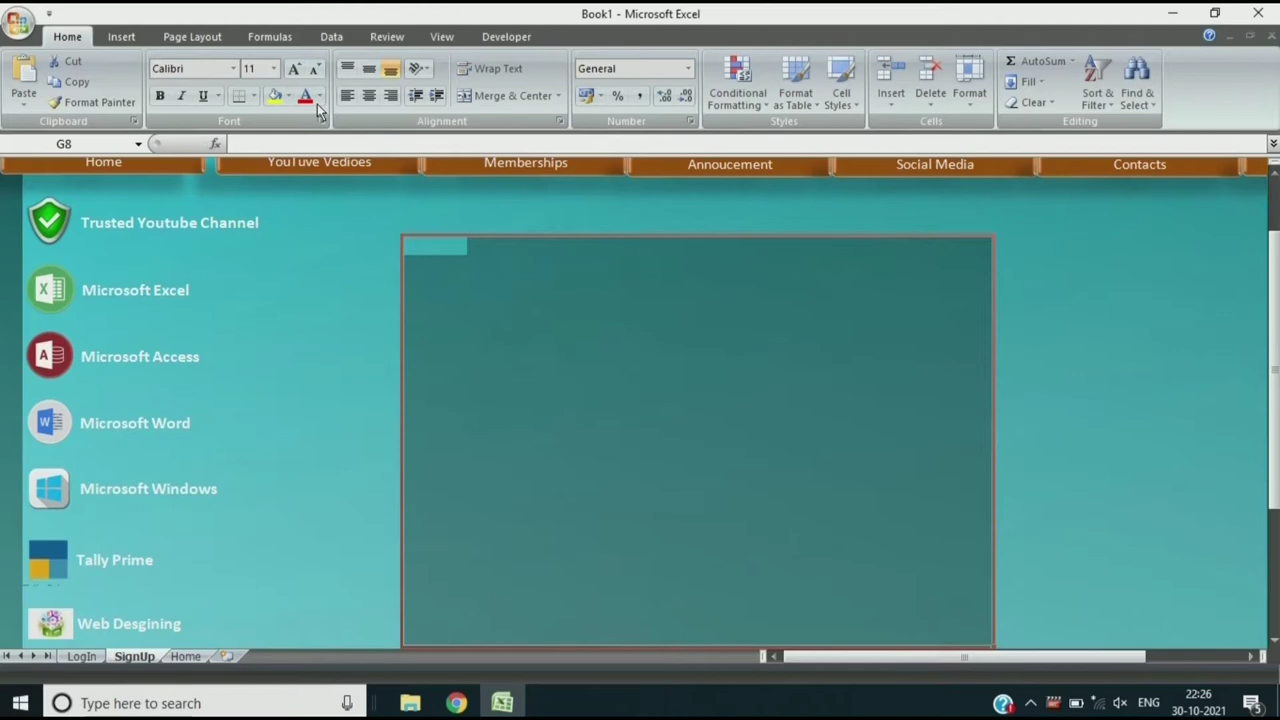 Book1 - Microsoft Excel
Home Insert Page Layout Formulas Data Review View Developer
Cut
Copy
Format Painter
Paste
Clipboard
Calibri 11
B I U A
Font
Wrap Text
Merge & Center
Alignment
General
%
Number
Conditional Formatting
Format as Table
Cell Styles
Styles
Insert Delete Format
Cells
Σ AutoSum
Fill
Clear
Sort & Filter
Find & Select
Editing
G8 fx
Home YouTuve Vedioes Memberships Annoucement Social Media Contacts
Trusted Youtube Channel
Microsoft Excel
Microsoft Access
Microsoft Word
Microsoft Windows
Tally Prime
Web Desgining
LogIn SignUp Home
Type here to search
ENG
22:26
30-10-2021
5